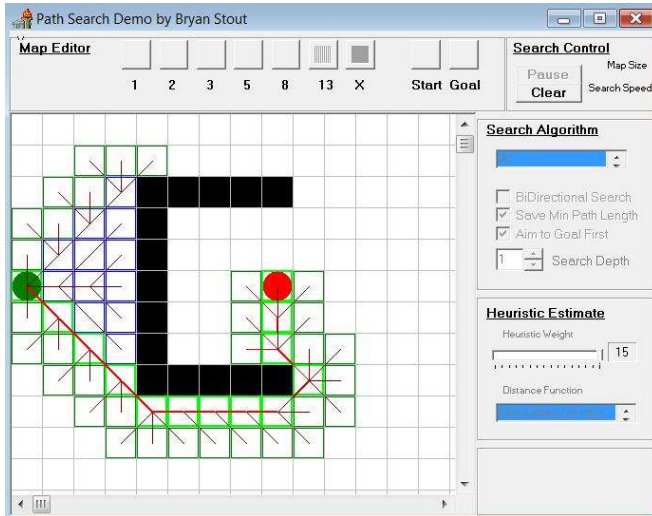 Path Search Demo by Bryan Stout
Map Editor
1 2 3 5 8 13 X Start Goal
Search Control
Pause
Clear
Map Size
Search Speed
Search Algorithm
BiDirectional Search
Save Min Path Length
Aim to Goal First
1 Search Depth
Heuristic Estimate
Heuristic Weight
15
Distance Function